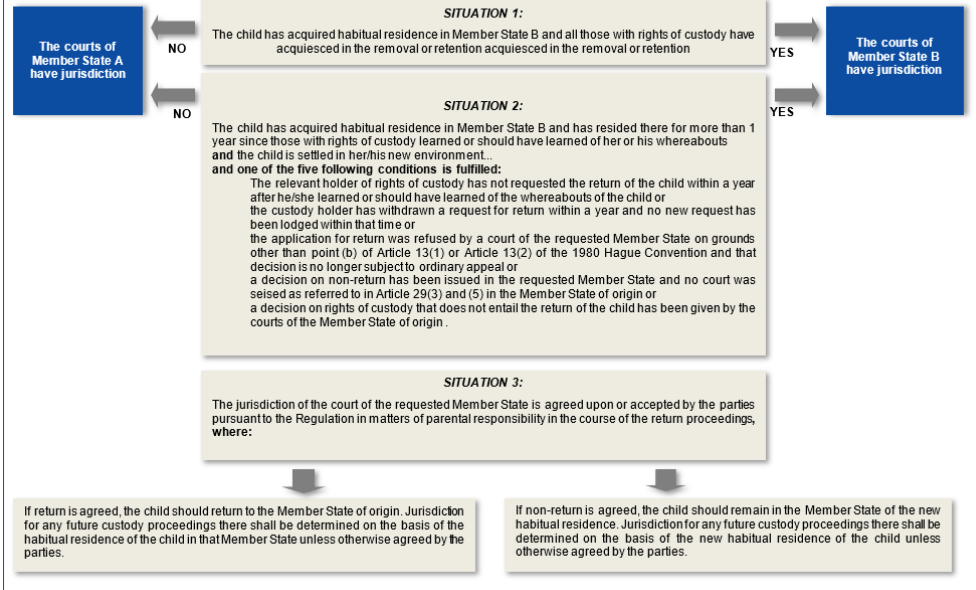 SITUATION 1:
The child has acquired habitual residence in Member State B and all those with rights of custody have
acquiesced in the removal or retention acquiesced in the removal or retention
The courts of
Member State A
have jurisdiction
NO
YES
The courts of
Member State B
have jurisdiction
NO
YES
SITUATION 2:
The child has acquired habitual residence in Member State B and has resided there for more than 1
year since those with rights of custody learned or should have learned of her or his whereabouts
and the child is settled in her/his new environment...
and one of the five following conditions is fulfilled:
The relevant holder of rights of custody has not requested the return of the child within a year
after he/she learned or should have learned of the whereabouts of the child or
the custody holder has withdrawn a request for return within a year and no new request has
been lodged within that time or
the application for return was refused by a court of the requested Member State on grounds
other than point (b) of Article 13(1) or Article 13(2) of the 1980 Hague Convention and that
decision is no longer subject to ordinary appeal or
a decision on non-return has been issued in the requested Member State and no court was
seised as referred to in Article 29(3) and (5) in the Member State of origin or
a decision on rights of custody that does not entail the return of the child has been given by the
courts of the Member State of origin .
SITUATION 3:
The jurisdiction of the court of the requested Member State is agreed upon or accepted by the parties
pursuant to the Regulation in matters of parental responsibility in the course of the return proceedings,
where:
If return is agreed, the child should return to the Member State of origin. Jurisdiction
for any future custody proceedings there shall be determined on the basis of the
habitual residence of the child in that Member State unless otherwise agreed by the
parties.
If non-return is agreed, the child should remain in the Member State of the new
habitual residence. Jurisdiction for any future custody proceedings there shall be
determined on the basis of the new habitual residence of the child unless
otherwise agreed by the parties.